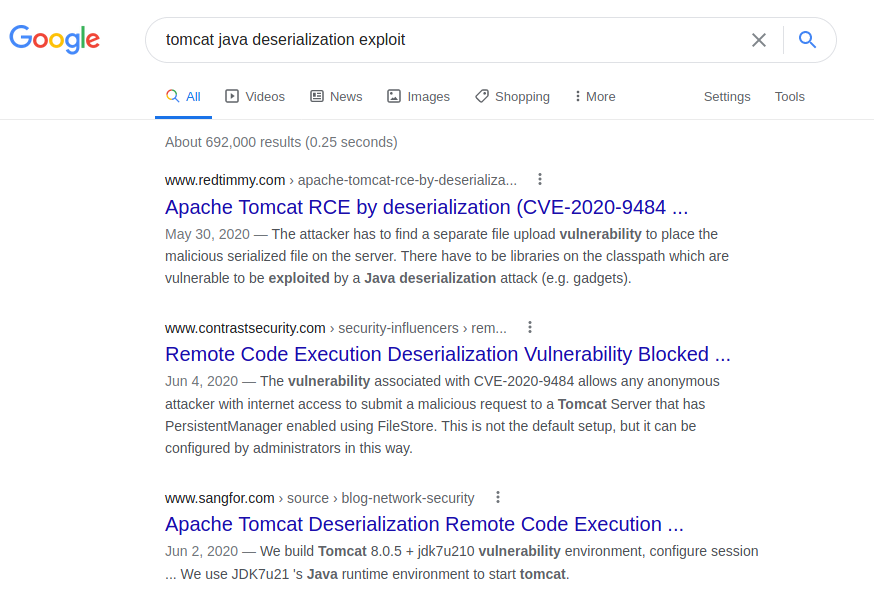 Google
tomcat java deserialization exploit
All Videos News Images Shopping More Settings Tools
About 692,000 results (0.25 seconds)
www.redtimmy.com › apache-tomcat-rce-by-deserializa...
Apache Tomcat RCE by deserialization (CVE-2020-9484 ...
May 30, 2020 — The attacker has to find a separate file upload vulnerability to place the
malicious serialized file on the server. There have to be libraries on the classpath which are
vulnerable to be exploited by a Java deserialization attack (e.g. gadgets).
www.contrastsecurity.com › security-influencers › rem...
Remote Code Execution Deserialization Vulnerability Blocked ...
Jun 4, 2020 — The vulnerability associated with CVE-2020-9484 allows any anonymous
attacker with internet access to submit a malicious request to a Tomcat Server that has
PersistentManager enabled using FileStore. This is not the default setup, but it can be
configured by administrators in this way.
www.sangfor.com › source › blog-network-security
Apache Tomcat Deserialization Remote Code Execution ...
Jun 2, 2020 — We build Tomcat 8.0.5 + jdk7u210 vulnerability environment, configure session
... We use JDK7u21 's Java runtime environment to start tomcat.